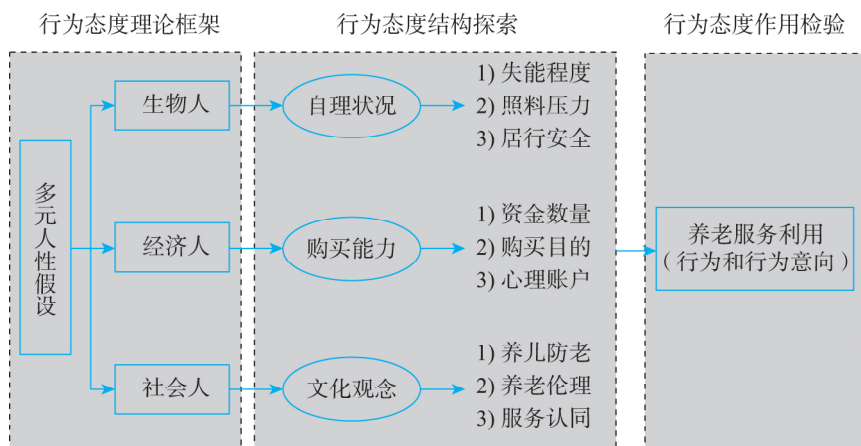 行为态度理论框架
行为态度结构探索
行为态度作用检验
多元人性假设
生物人
自理状况
1) 失能程度
2) 照料压力
3) 居行安全
经济人
购买能力
1) 资金数量
2) 购买目的
3) 心理账户
社会人
文化观念
1) 养儿防老
2) 养老伦理
3) 服务认同
养老服务利用
（行为和行为意向）